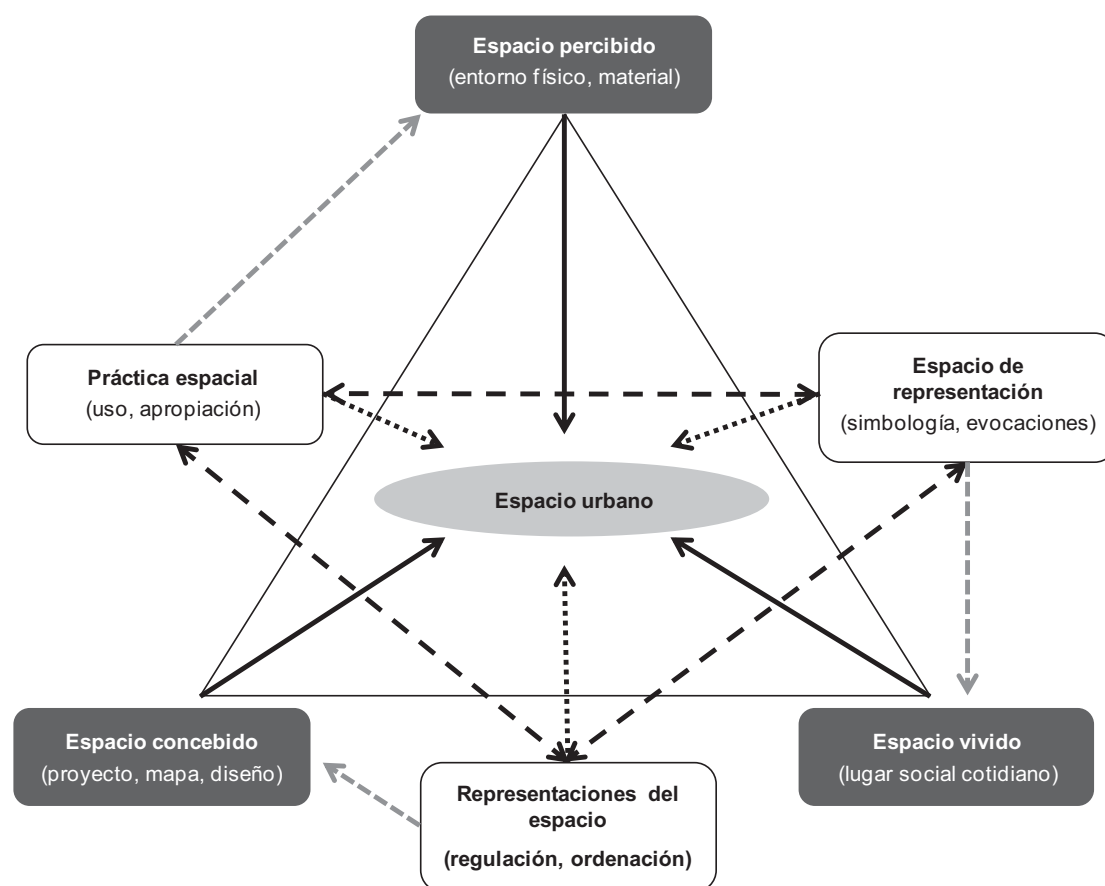 Espacio percibido
(entorno físico, material)
Práctica espacial
(uso, apropiación)
Espacio de
representación
(simbología, evocaciones)
Espacio urbano
Espacio concebido
(proyecto, mapa, diseño)
Espacio vivido
(lugar social cotidiano)
Representaciones del
espacio
(regulación, ordenación)